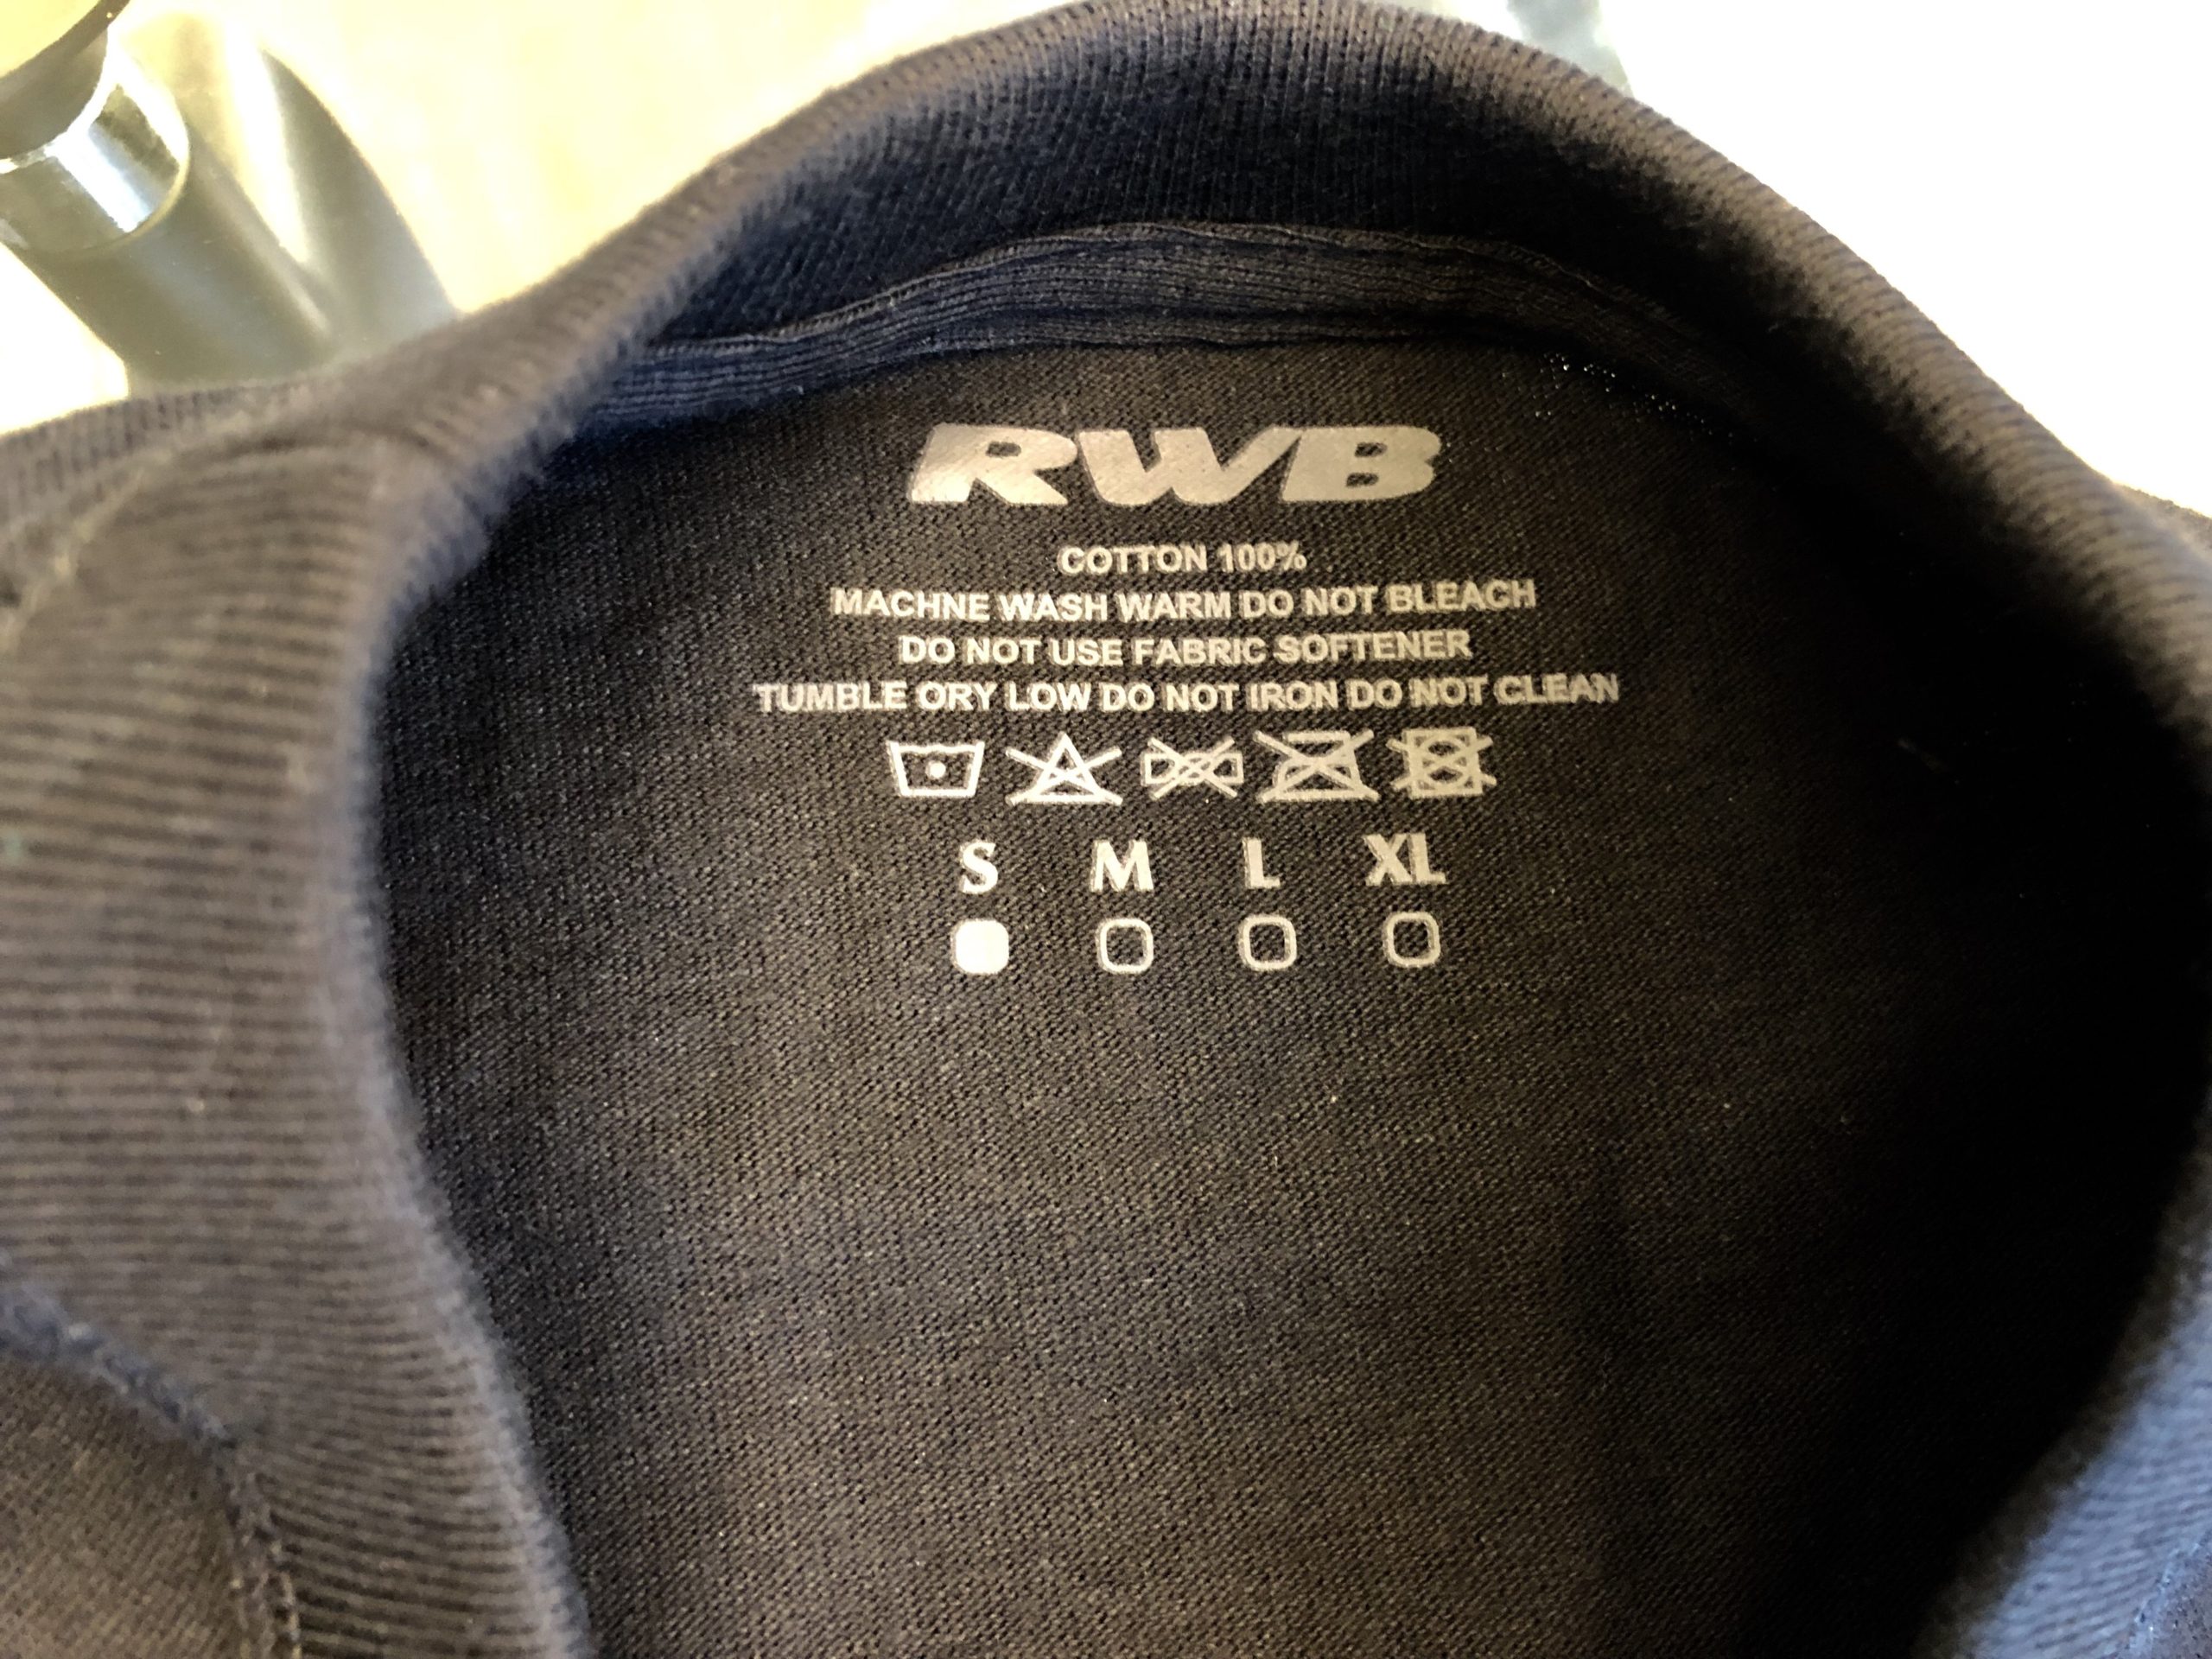 RWB
COTTON 100%
MACHNE WASH WARM DO NOT BLEACH
DO NOT USE FABRIC SOFTENER
TUMBLE ORY LOW DO NOT IRON DO NOT CLEAN
S M L XL